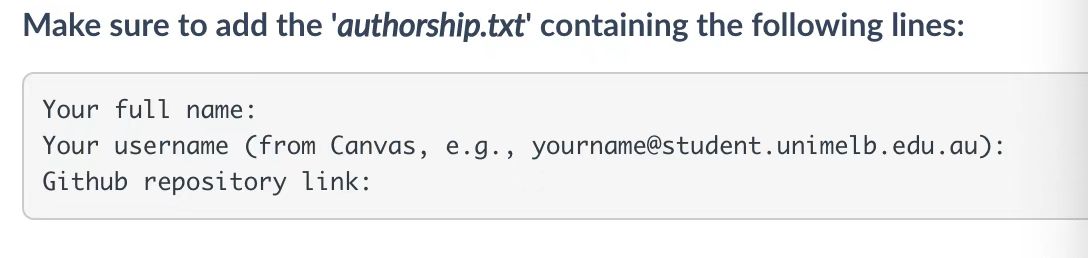 Make sure to add the 'authorship.txt' containing the following lines:
Your full name:
Your username (from Canvas, e.g., yourname@student.unimelb.edu.au):
Github repository link: